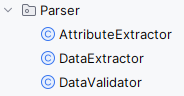 Parser
AttributeExtractor
DataExtractor
DataValidator